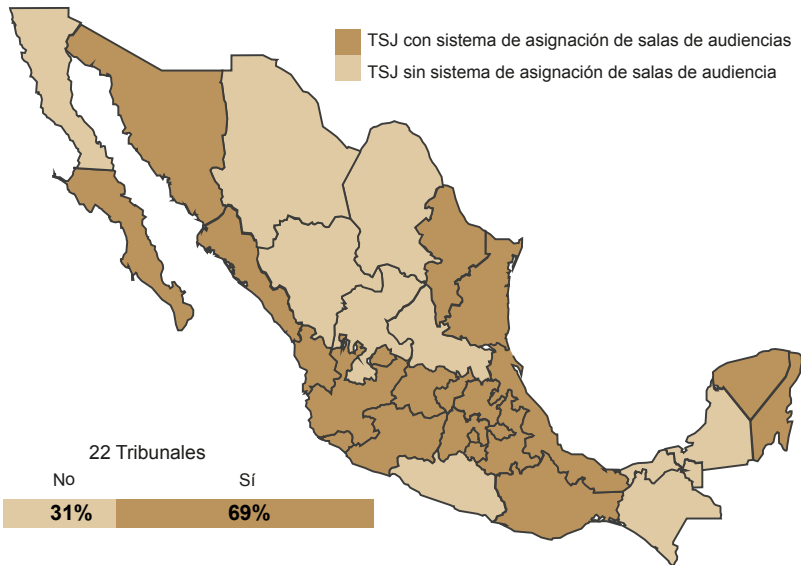 TSJ con sistema de asignación de salas de audiencias
TSJ sin sistema de asignación de salas de audiencia
22 Tribunales
No Sí
31% 69%